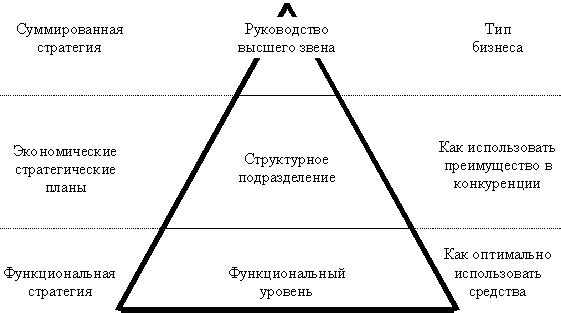 Суммированная
стратегия
Руководство
высшего звена
Тип
бизнеса
Экономические
стратегические
планы
Структурное
подразделение
Как использовать
преимущество в
конкуренции
Функциональная
стратегия
Функциональный
уровень
Как оптимально
использовать
средства